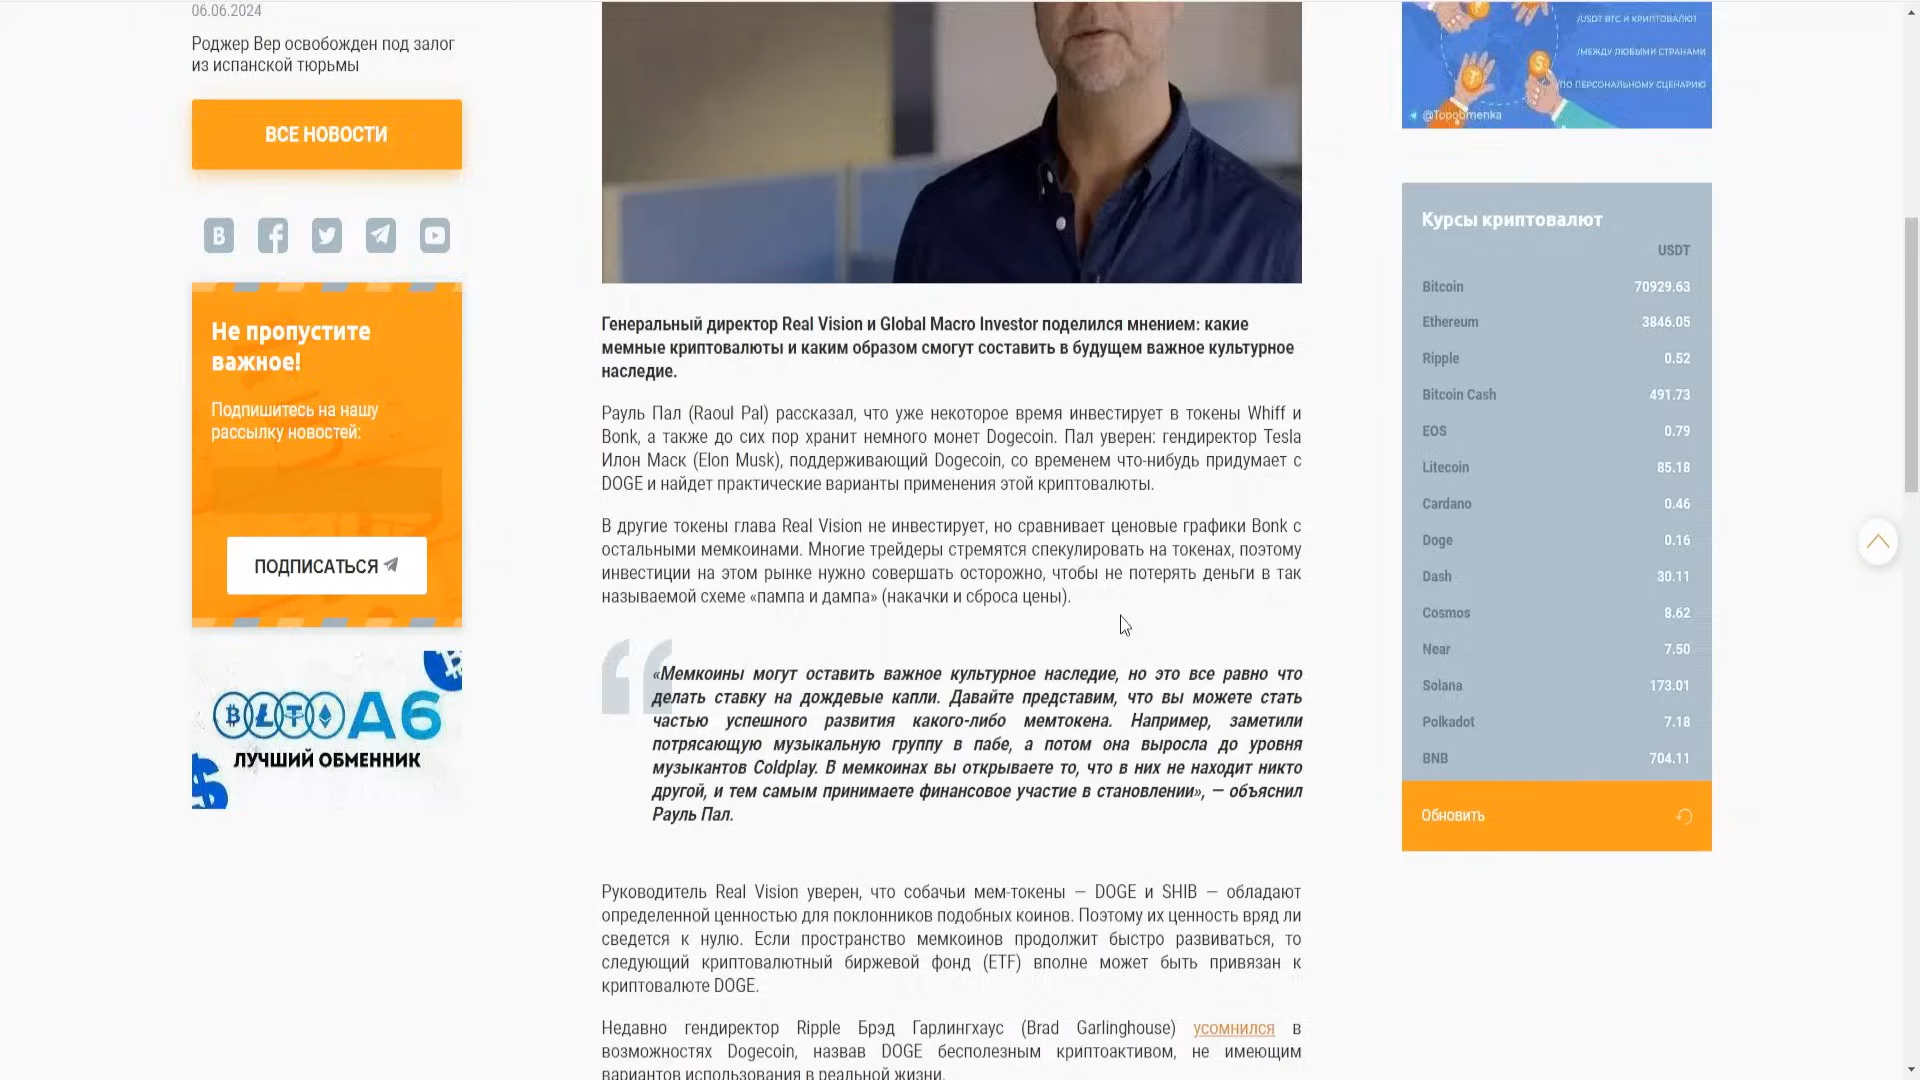 06.06.2024
Роджер Вер освобожден под залог
из испанской тюрьмы
ВСЕ НОВОСТИ
Не пропустите
важное!
Подпишитесь на нашу
рассылку новостей:
ПОДПИСАТЬСЯ
A6
ЛУЧШИЙ ОБМЕННИК
Генеральный директор Real Vision и Global Macro Investor поделился мнением: какие
мемные криптовалюты и каким образом смогут составить в будущем важное культурное
наследие.
Рауль Пал (Raoul Pal) рассказал, что уже некоторое время инвестирует в токены Whiff и
Bonk, а также до сих пор хранит немного монет Dogecoin. Пал уверен: гендиректор Tesla
Илон Маск (Elon Musk), поддерживающий Dogecoin, со временем что-нибудь придумает с
DOGE и найдет практические варианты применения этой криптовалюты.
В другие токены глава Real Vision не инвестирует, но сравнивает ценовые графики Bonk с
остальными мемкоинами. Многие трейдеры стремятся спекулировать на токенах, поэтому
инвестиции на этом рынке нужно совершать осторожно, чтобы не потерять деньги в так
называемой схеме «пампа и дампа» (накачки и сброса цены).
«Мемкоины могут оставить важное культурное наследие, но это все равно что
делать ставку на дождевые капли. Давайте представим, что вы можете стать
частью успешного развития какого-либо мемтокена. Например, заметили
потрясающую музыкальную группу в пабе, а потом она выросла до уровня
музыкантов Coldplay. В мемкоинах вы открываете то, что в них не находит никто
другой, и тем самым принимаете финансовое участие в становлении», — объяснил
Рауль Пал.
Руководитель Real Vision уверен, что собачьи мем-токены — DOGE и SHIB — обладают
определенной ценностью для поклонников подобных коинов. Поэтому их ценность вряд ли
сведется к нулю. Если пространство мемкоинов продолжит быстро развиваться, то
следующий криптовалютный биржевой фонд (ETF) вполне может быть привязан к
криптовалюте DOGE.
Недавно гендиректор Ripple Брэд Гарлингхаус (Brad Garlinghouse) усомнился в
возможностях Dogecoin, назвав DOGE бесполезным криптоактивом, не имеющим
вариантов использования в реальной жизни.
/USDT BTC И КРИПТОВАЛЮТ
/МЕЖДУ ЛЮБЫМИ СТРАНАМИ
/ПО ПЕРСОНАЛЬНОМУ СЦЕНАРИЮ
@Topobmenka
Курсы криптовалют
USDT
Bitcoin 70929.63
Ethereum 3846.05
Ripple 0.52
Bitcoin Cash 491.73
EOS 0.79
Litecoin 85.18
Cardano 0.46
Doge 0.16
Dash 30.11
Cosmos 8.62
Near 7.50
Solana 173.01
Polkadot 7.18
BNB 704.11
Обновить